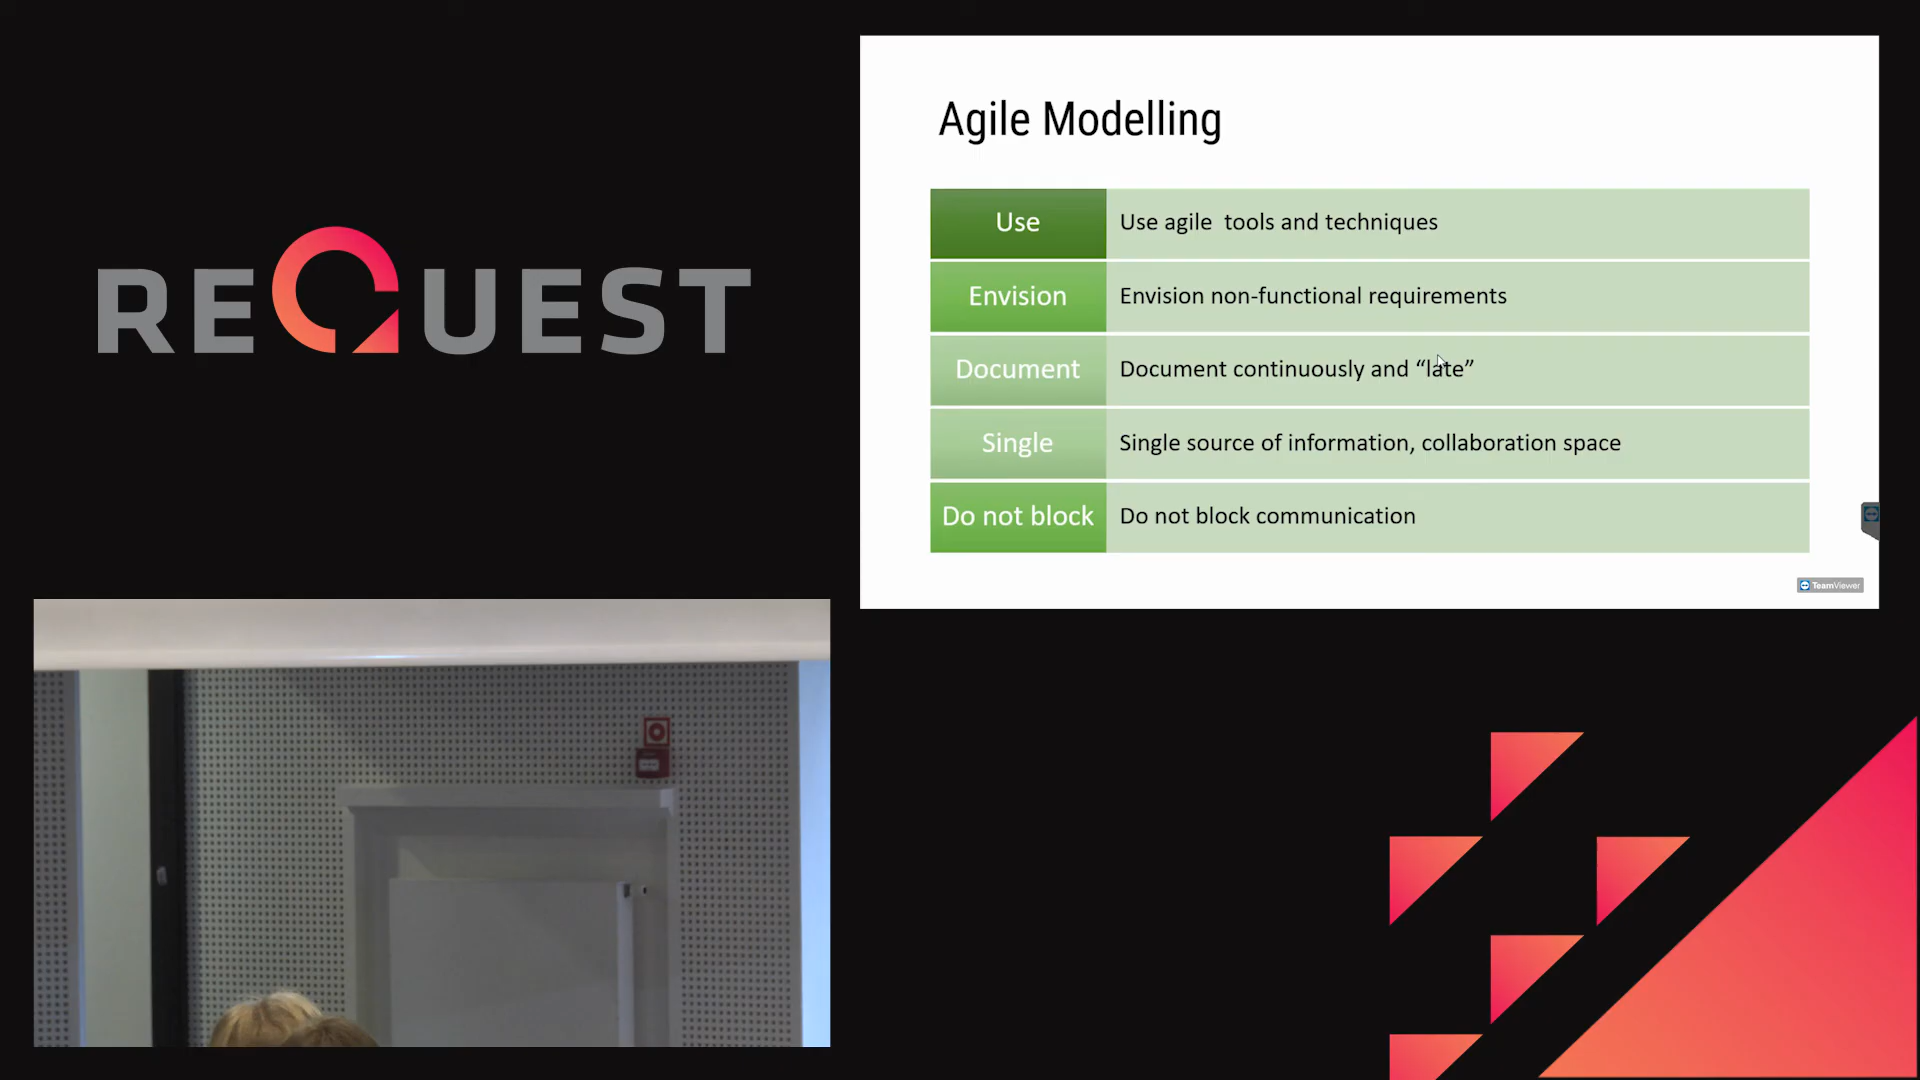 REQUEST
Agile Modelling
Use
Use agile  tools and techniques
Envision
Envision non-functional requirements
Document
Document continuously and “late”
Single
Single source of information, collaboration space
Do not block
Do not block communication
TeamViewer